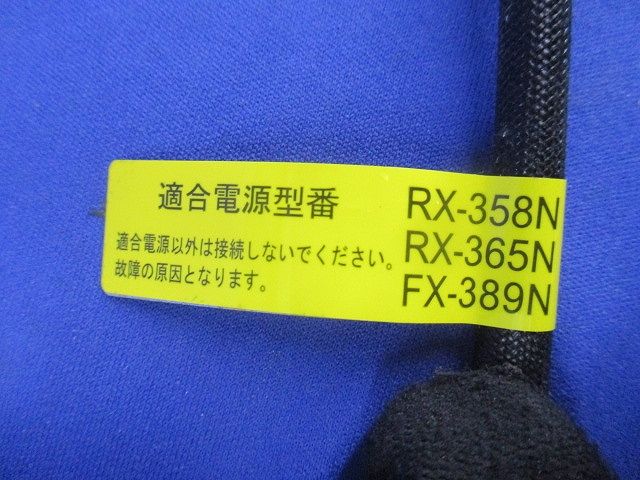 適合電源型番
適合電源以外は接続しないでください。
故障の原因となります。
RX-358N
RX-365N
FX-389N